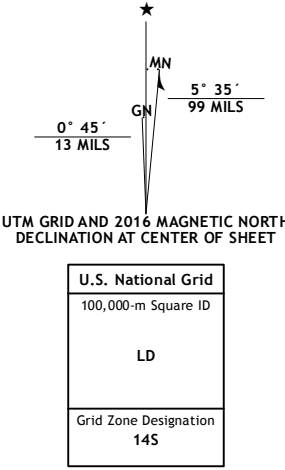 MN
5° 35´
99 MILS
GN
0° 45´
13 MILS
UTM GRID AND 2016 MAGNETIC NORTH
DECLINATION AT CENTER OF SHEET
U.S. National Grid
100,000-m Square ID
LD
Grid Zone Designation
14S